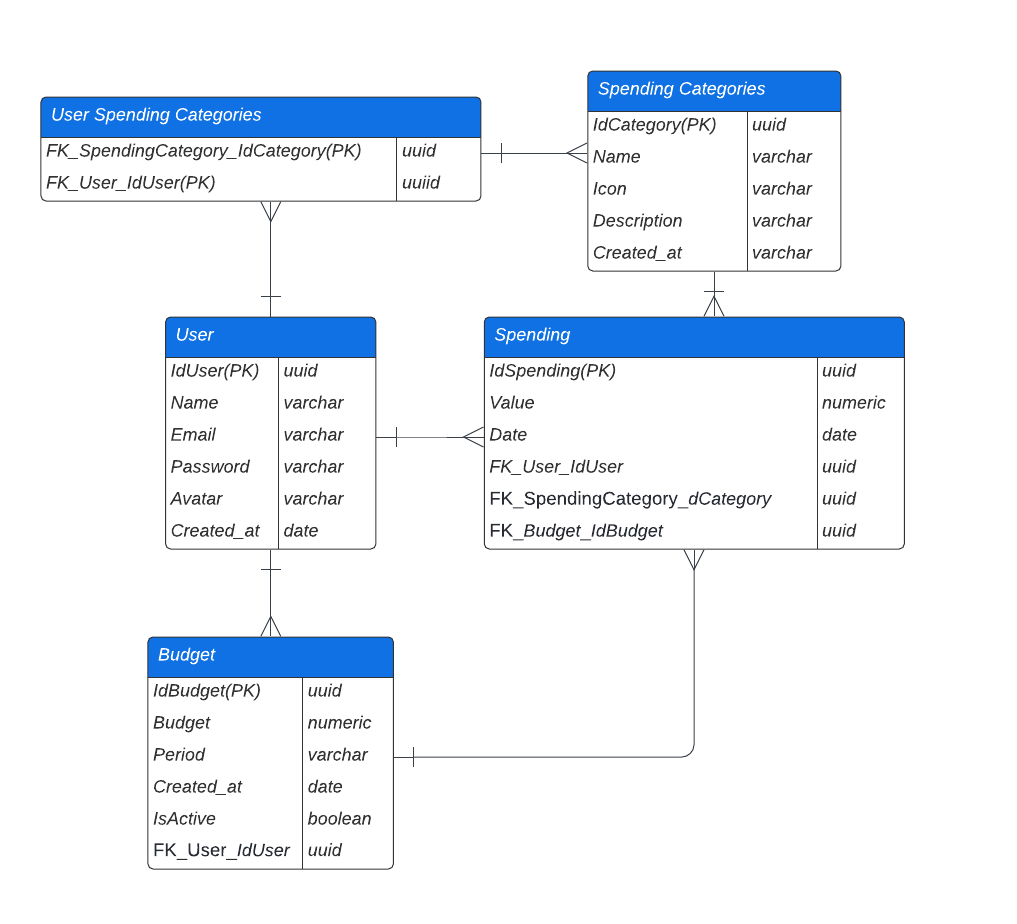 User Spending Categories
FK_SpendingCategory_IdCategory(PK) uuid
FK_User_IdUser(PK) uuiid
Spending Categories
IdCategory(PK) uuid
Name varchar
Icon varchar
Description varchar
Created_at varchar
User
IdUser(PK) uuid
Name varchar
Email varchar
Password varchar
Avatar varchar
Created_at date
Spending
IdSpending(PK) uuid
Value numeric
Date date
FK_User_IdUser uuid
FK_SpendingCategory_dCategory uuid
FK_Budget_IdBudget uuid
Budget
IdBudget(PK) uuid
Budget numeric
Period varchar
Created_at date
IsActive boolean
FK_User_IdUser uuid